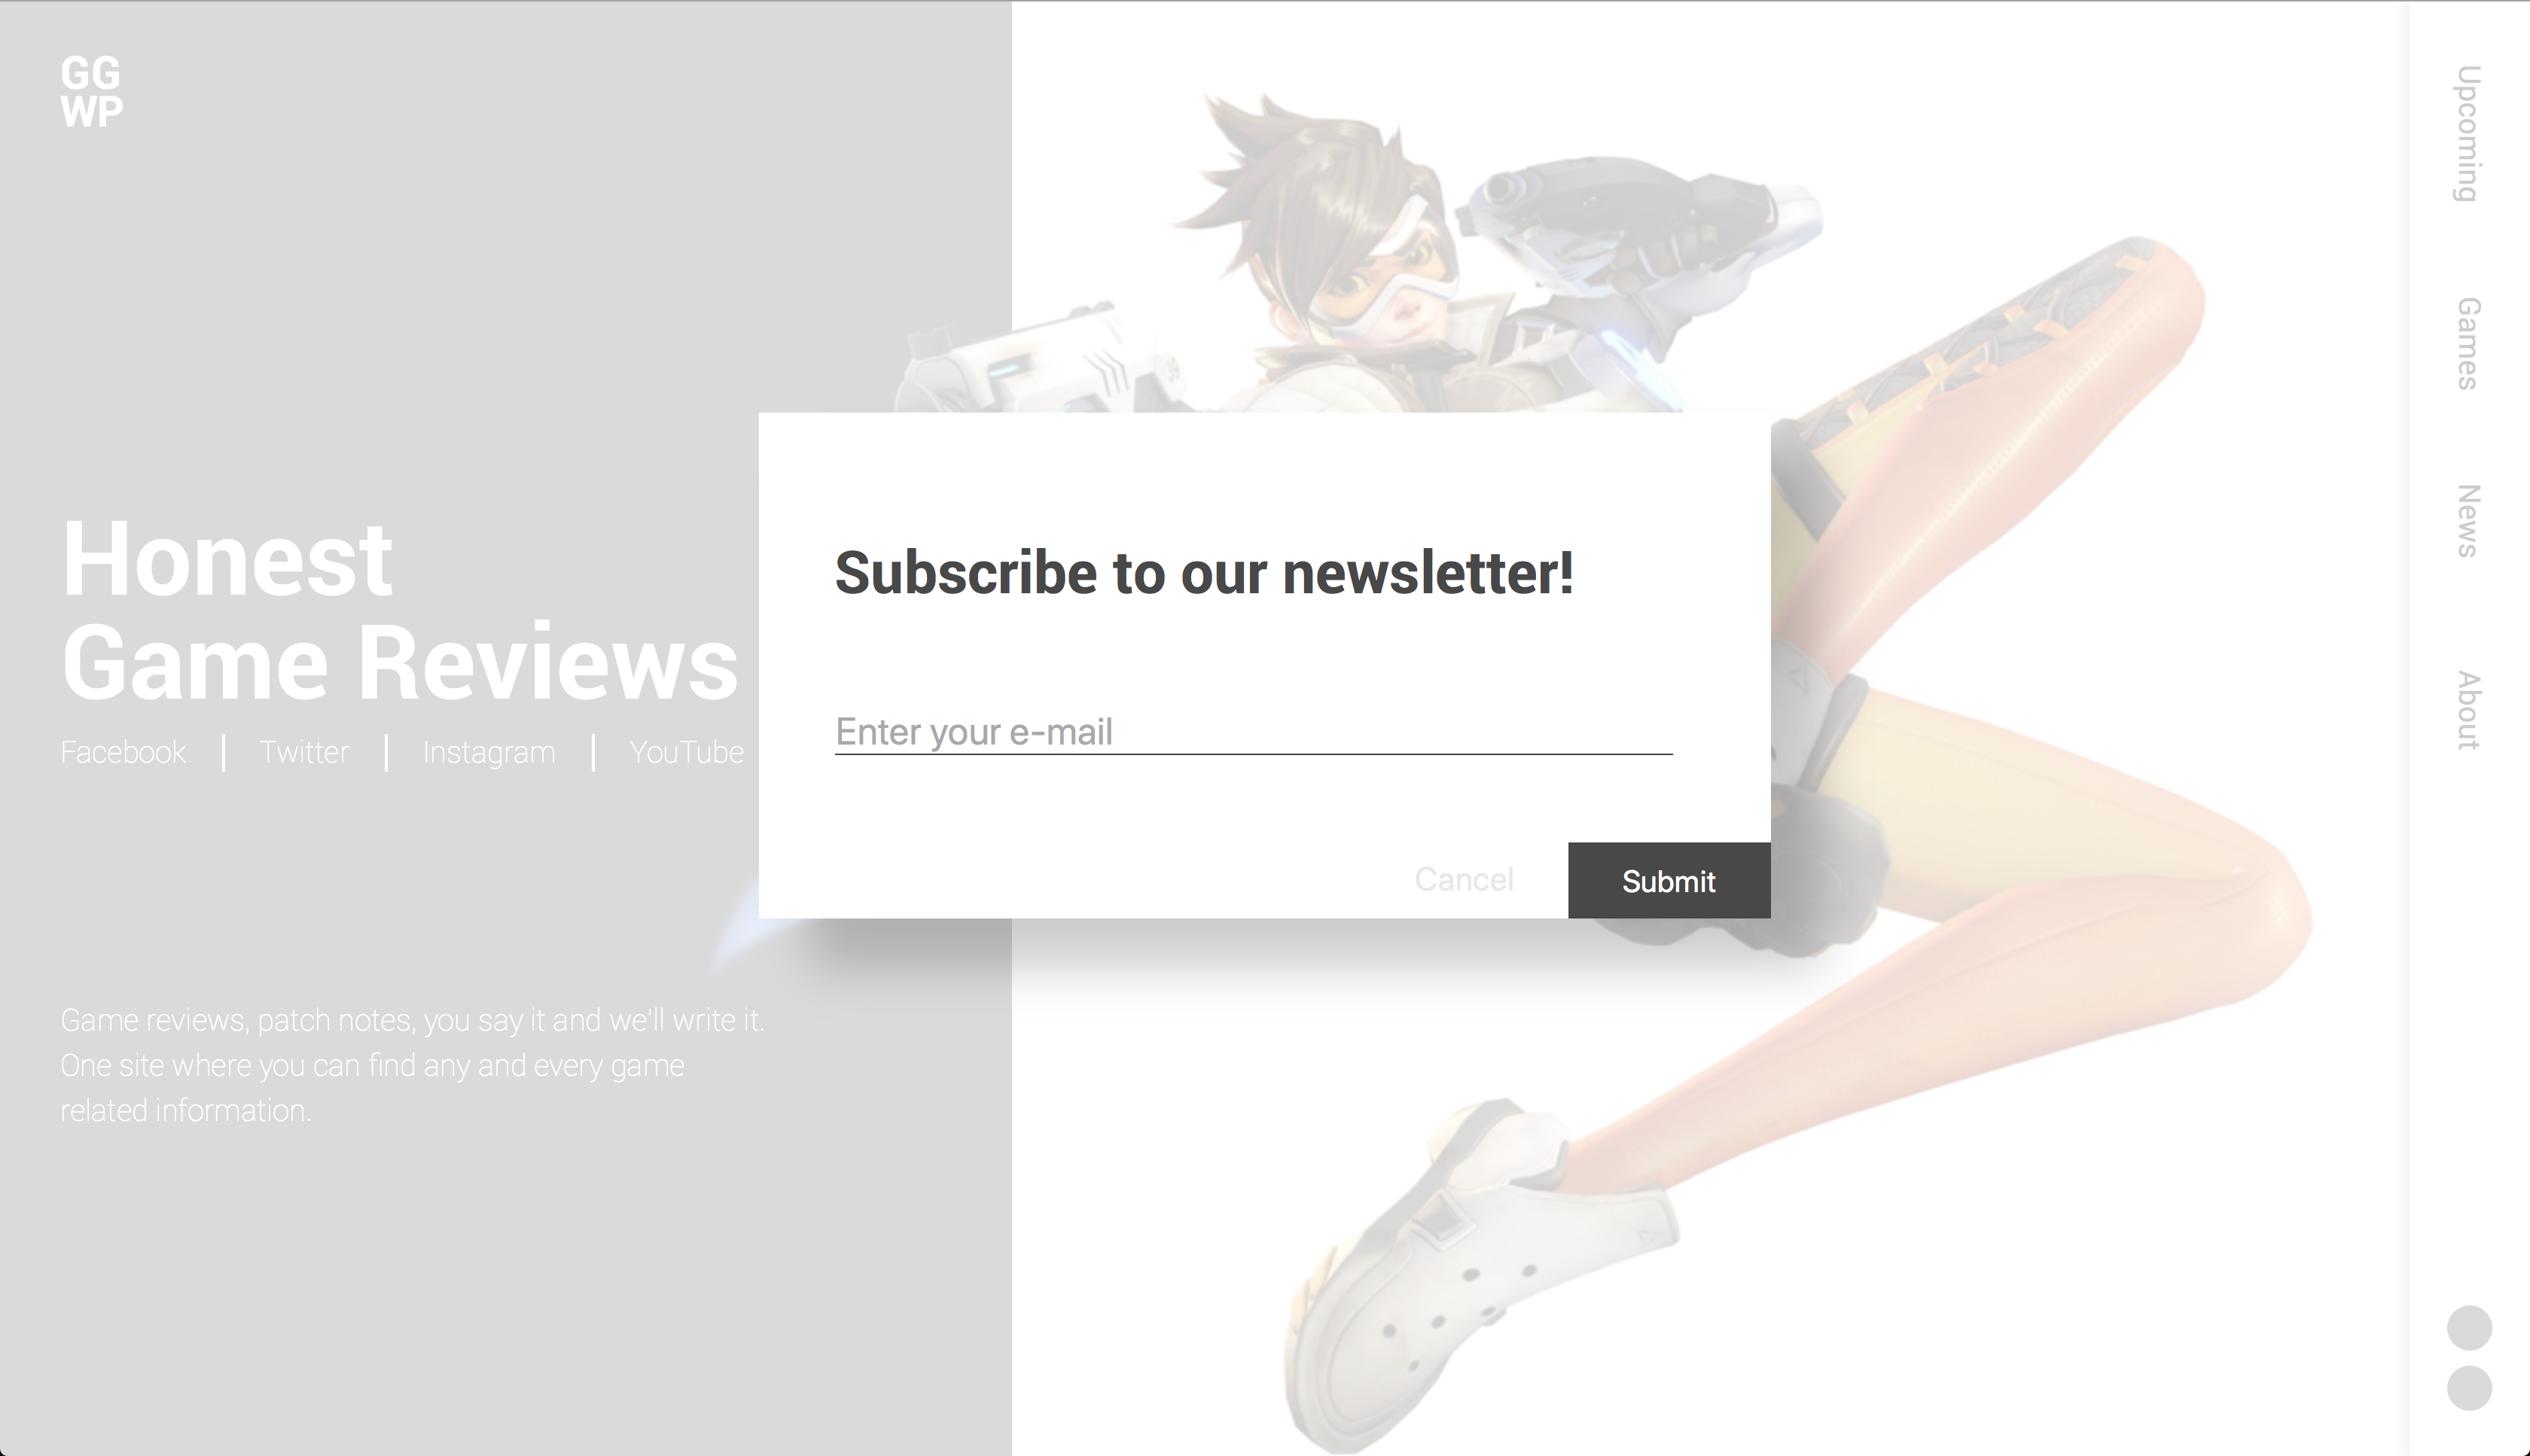 GG
WP
Honest
Game Reviews
Facebook | Twitter | Instagram | YouTube
Game reviews, patch notes, you say it and we'll write it.
One site where you can find any and every game
related information.
Subscribe to our newsletter!
Enter your e-mail
Cancel
Submit
Upcoming
Games
News
About